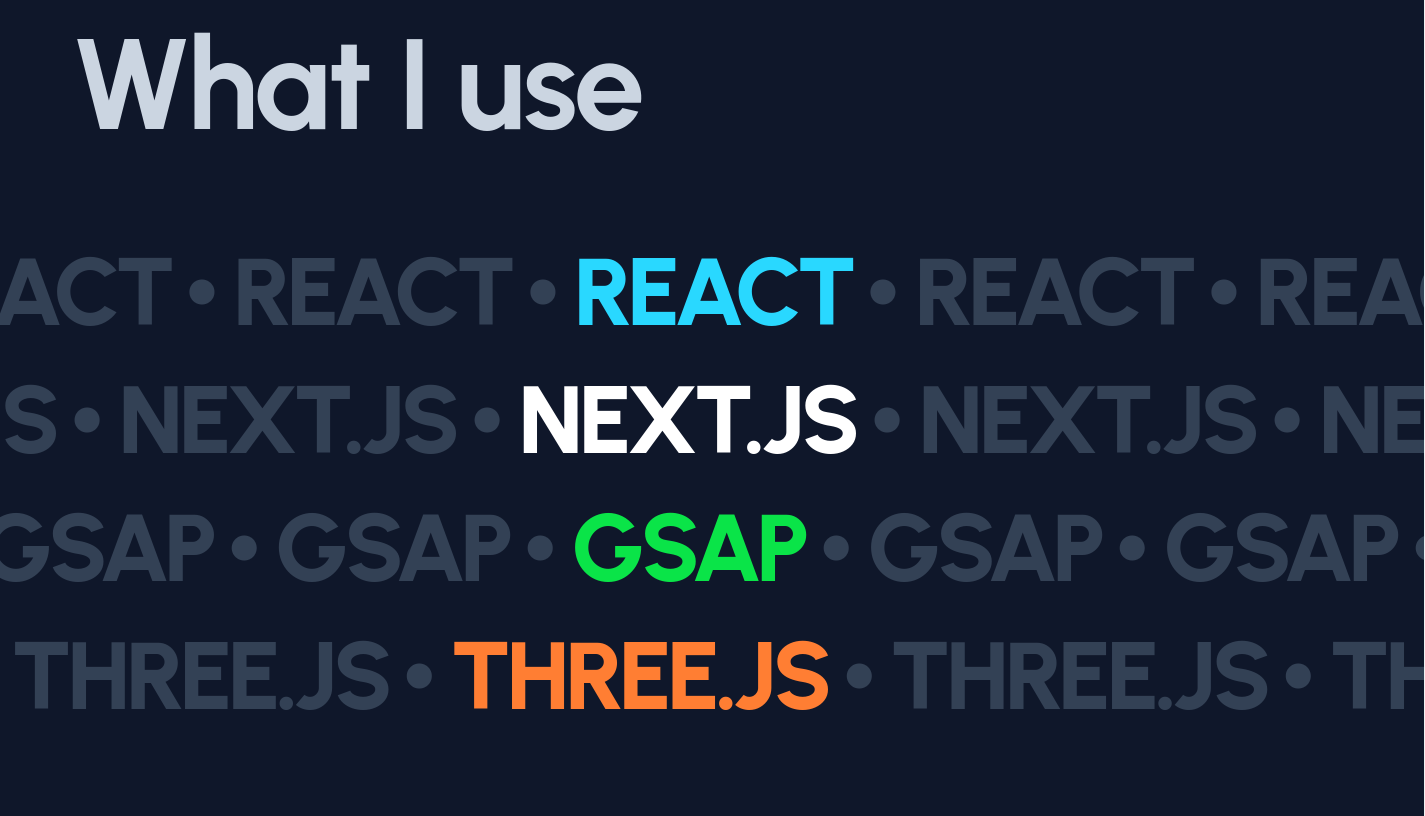 What I use
ACT • REACT • REACT • REACT • REAC
S • NEXT.JS • NEXT.JS • NEXT.JS • NE
GSAP • GSAP • GSAP • GSAP • GSAP •
THREE.JS • THREE.JS • THREE.JS • TH